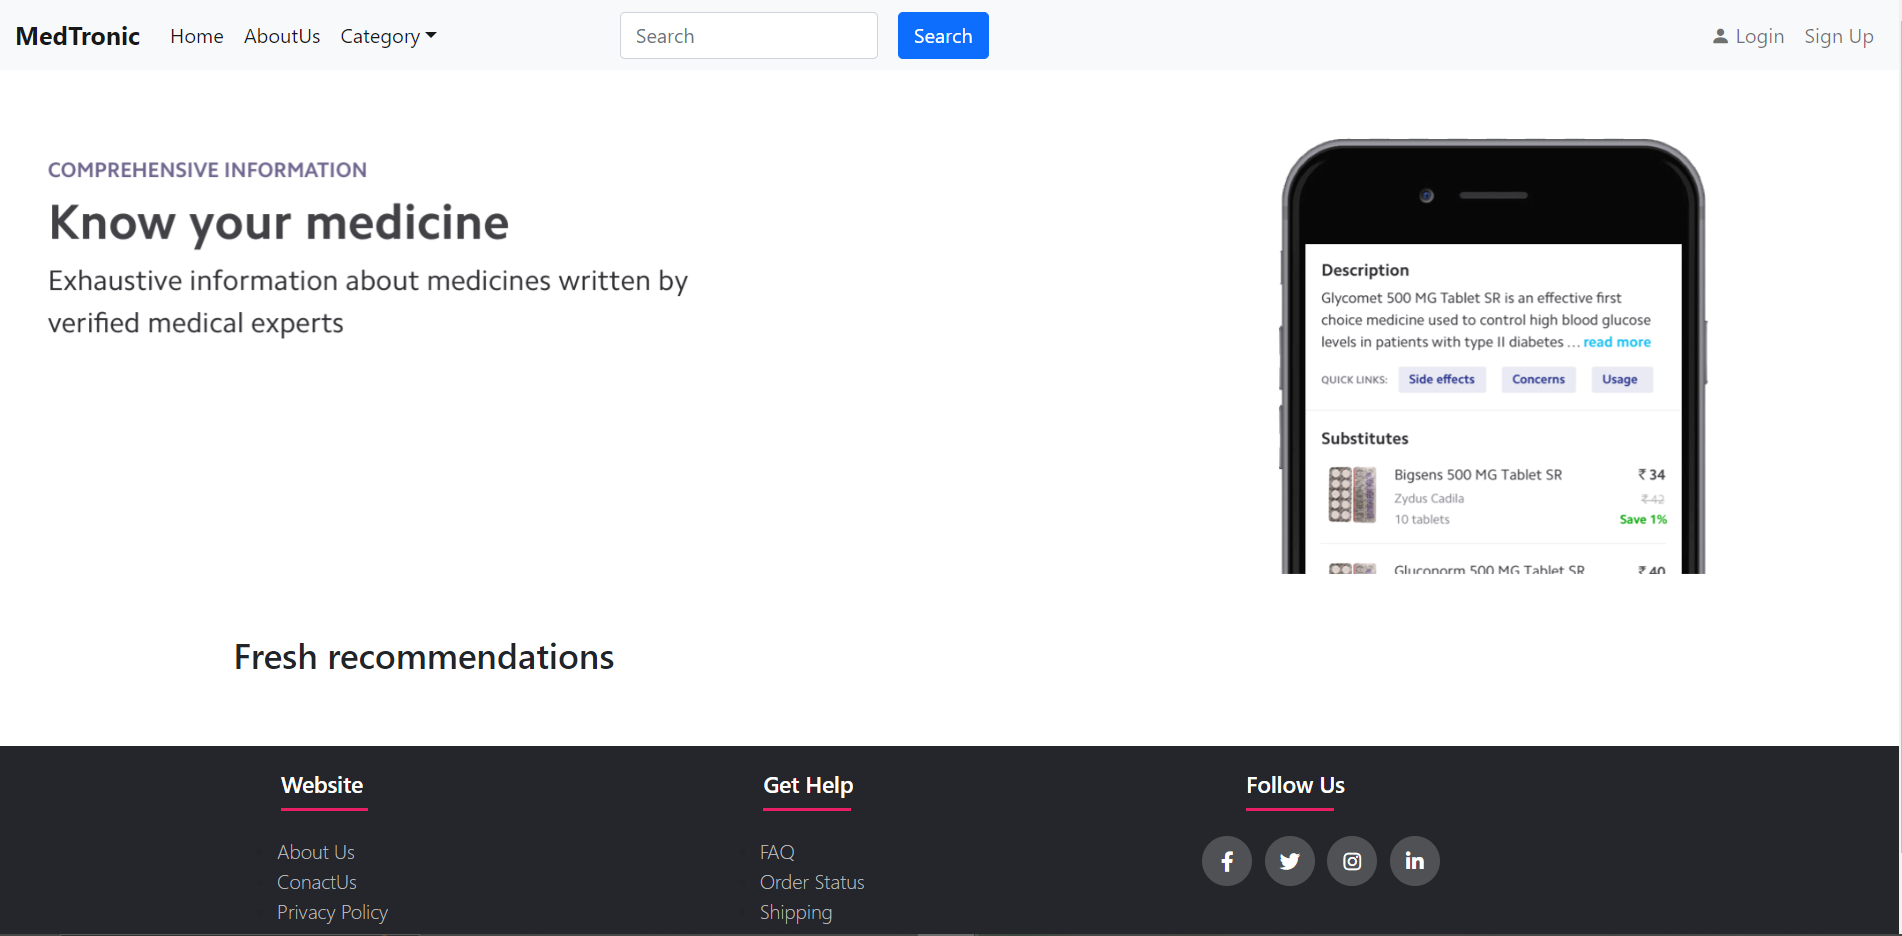 MedTronic Home AboutUs Category Search Search Login Sign Up
COMPREHENSIVE INFORMATION
Know your medicine
Exhaustive information about medicines written by
verified medical experts
Description
Glycomet 500 MG Tablet SR is an effective first
choice medicine used to control high blood glucose
levels in patients with type II diabetes ... read more
QUICK LINKS: Side effects Concerns Usage
Substitutes
Bigsens 500 MG Tablet SR ₹ 34
Zydus Cadila ₹ 42
10 tablets Save 1%
Gluconorm 500 MG Tablet SR ₹ 40
Fresh recommendations
Website
About Us
ConactUs
Privacy Policy
Get Help
FAQ
Order Status
Shipping
Follow Us